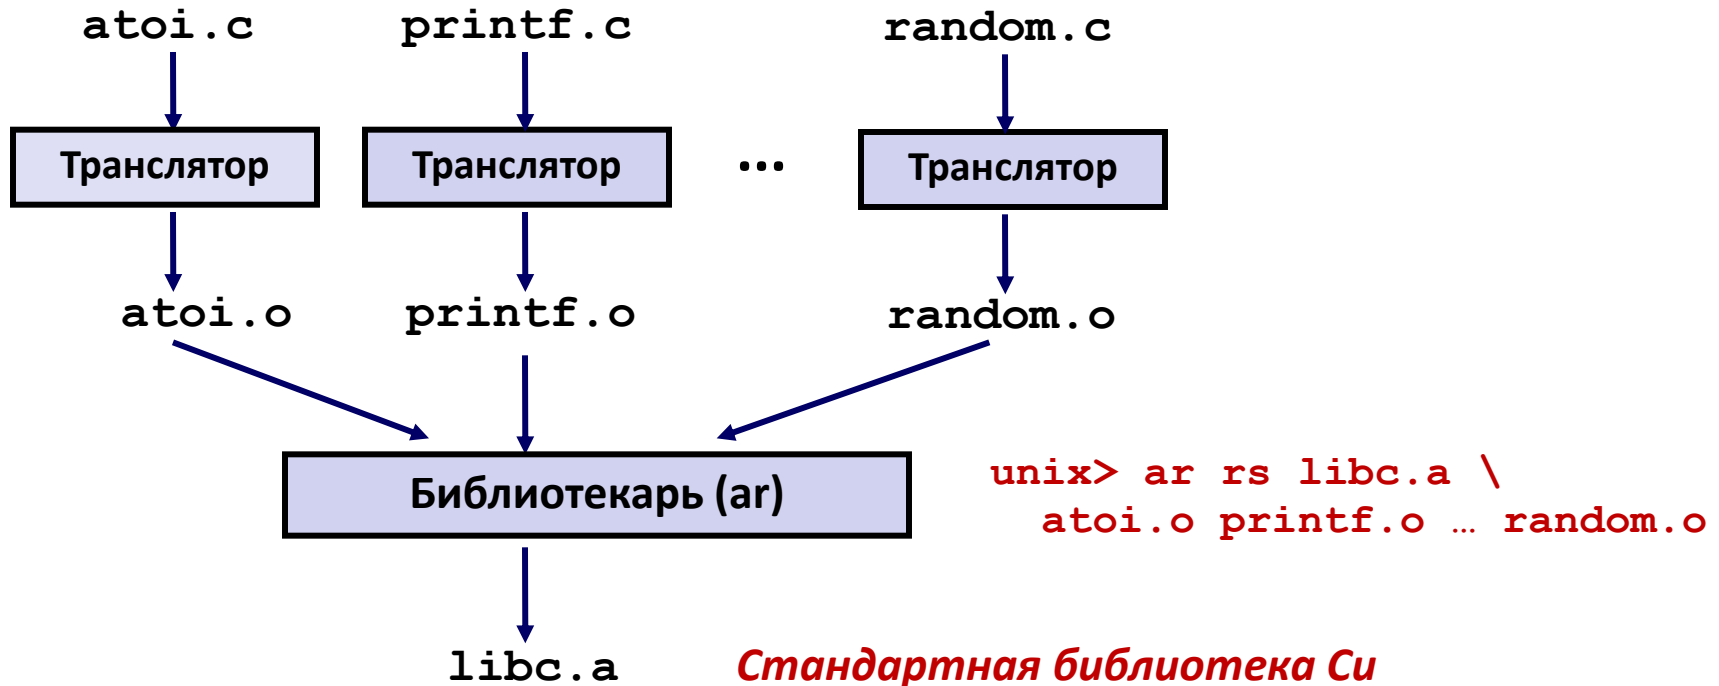 atoi.c printf.c random.c
Транслятор Транслятор ... Транслятор
atoi.o printf.o random.o
Библиотекарь (ar)
unix> ar rs libc.a \
atoi.o printf.o … random.o
libc.a Стандартная библиотека Си